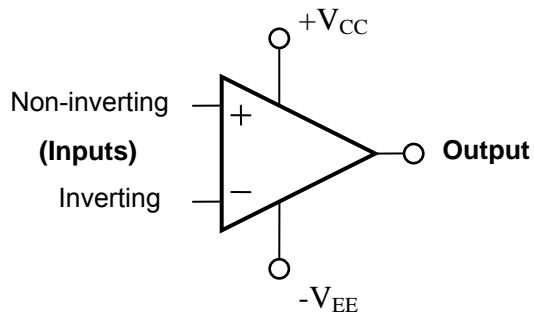 +VCC
Non-inverting
+
(Inputs)
Output
−
Inverting
-VEE